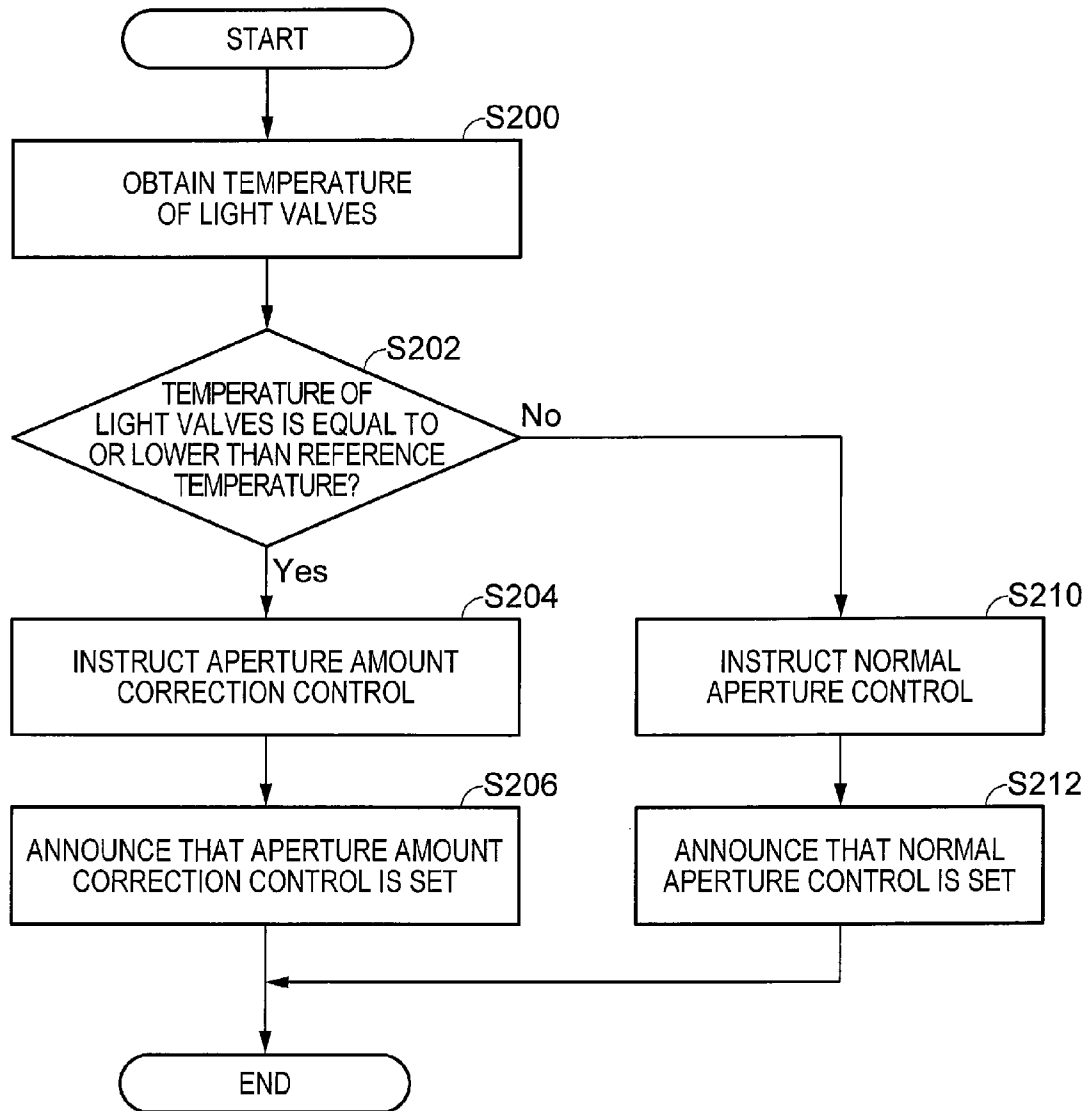 START
S200
OBTAIN TEMPERATURE
OF LIGHT VALVES
S202
TEMPERATURE OF
LIGHT VALVES IS EQUAL TO
OR LOWER THAN REFERENCE
TEMPERATURE?
No
Yes
S204
INSTRUCT APERTURE AMOUNT
CORRECTION CONTROL
S210
INSTRUCT NORMAL
APERTURE CONTROL
S206
ANNOUNCE THAT APERTURE AMOUNT
CORRECTION CONTROL IS SET
S212
ANNOUNCE THAT NORMAL
APERTURE CONTROL IS SET
END